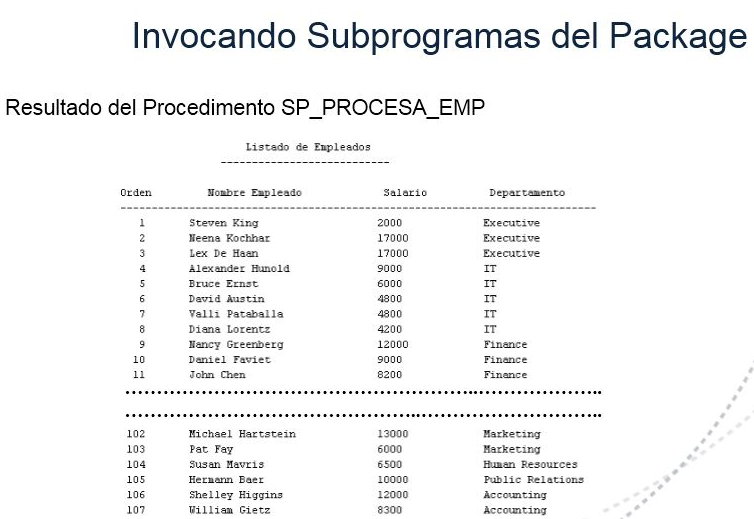 Invocando Subprogramas del Package
Resultado del Procedimento SP_PROCESA_EMP
Listado de Empleados
---------------------------
Orden Nombre Empleado Salario Departamento
----------------------------------------------------------------------------
1 Steven King 2000 Executive
2 Neena Kochhar 17000 Executive
3 Lex De Haan 17000 Executive
4 Alexander Hunold 9000 IT
5 Bruce Ernst 6000 IT
6 David Austin 4800 IT
7 Valli Pataballa 4800 IT
8 Diana Lorentz 4200 IT
9 Nancy Greenberg 12000 Finance
10 Daniel Faviet 9000 Finance
11 John Chen 8200 Finance
102 Michael Hartstein 13000 Marketing
103 Pat Fay 6000 Marketing
104 Susan Mavris 6500 Human Resources
105 Hermann Baer 10000 Public Relations
106 Shelley Higgins 12000 Accounting
107 William Gietz 8300 Accounting